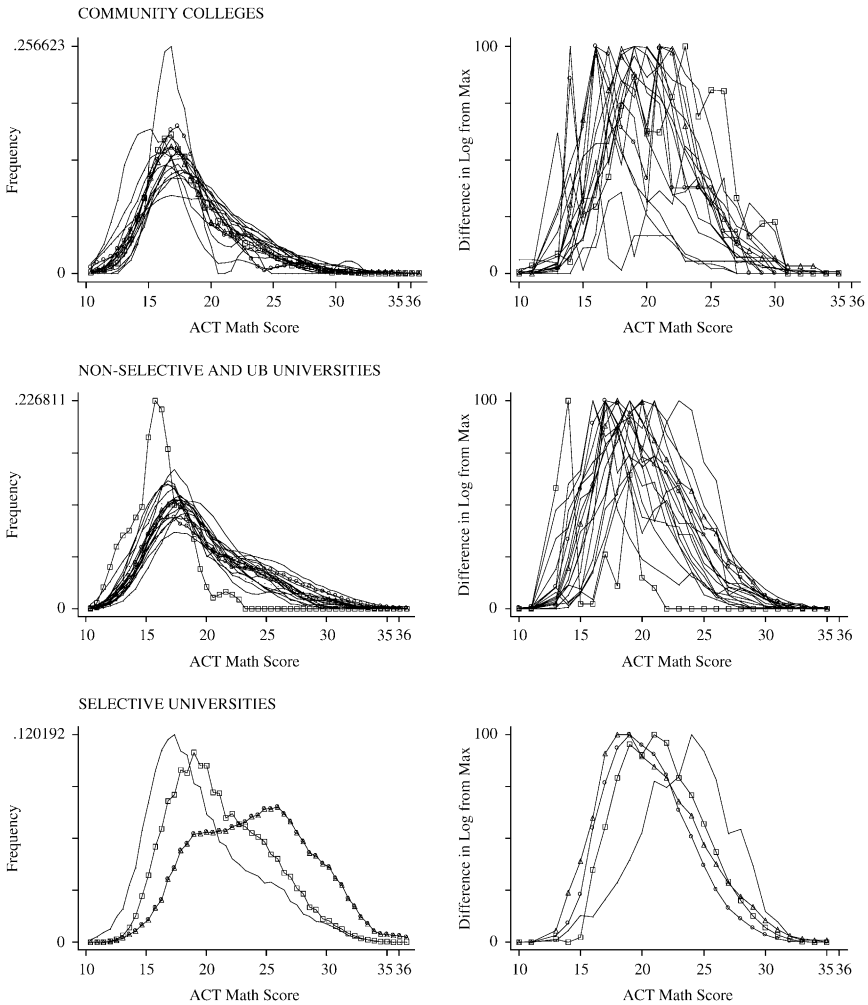 COMMUNITY COLLEGES
.256623
0
Frequency
10 15 20 25 30 35 36
ACT Math Score
100
0
Difference in Log from Max
10 15 20 25 30 35 36
ACT Math Score
NON-SELECTIVE AND UB UNIVERSITIES
.226811
0
Frequency
10 15 20 25 30 35 36
ACT Math Score
100
0
Difference in Log from Max
10 15 20 25 30 35 36
ACT Math Score
SELECTIVE UNIVERSITIES
.120192
0
Frequency
10 15 20 25 30 35 36
ACT Math Score
100
0
Difference in Log from Max
10 15 20 25 30 35 36
ACT Math Score